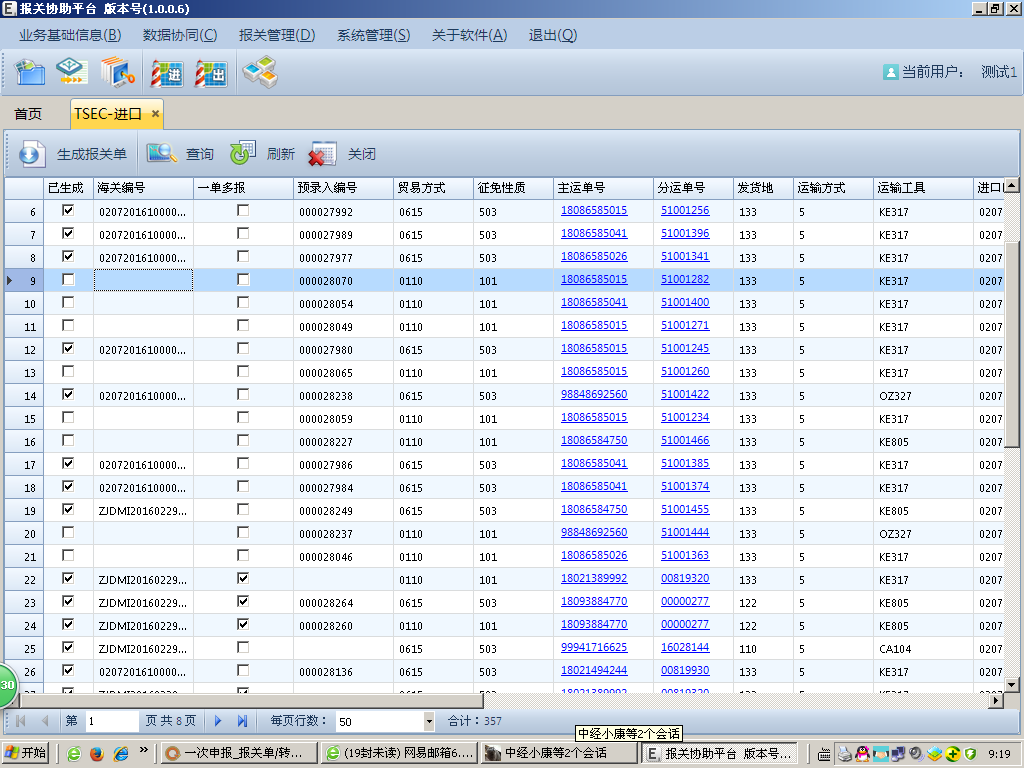 报关协助平台 版本号(1.0.0.6)
业务基础信息(B) 数据协同(C) 报关管理(D) 系统管理(S) 关于软件(A) 退出(Q)
进 出 当前用户： 测试1
首页 TSEC-进口 ×
生成报关单 查询 刷新 关闭
已生成 海关编号 一单多报 预录入编号 贸易方式 征免性质 主运单号 分运单号 发货地 运输方式 运输工具 进口
6 0207201610000... 000027992 0615 503 18086585015 51001256 133 5 KE317 0207
7 0207201610000... 000027989 0615 503 18086585041 51001396 133 5 KE317 0207
8 0207201610000... 000027977 0615 503 18086585026 51001341 133 5 KE317 0207
9 000028070 0110 101 18086585015 51001282 133 5 KE317 0207
10 000028054 0110 101 18086585041 51001400 133 5 KE317 0207
11 000028049 0110 101 18086585015 51001271 133 5 KE317 0207
12 0207201610000... 000027980 0615 503 18086585015 51001245 133 5 KE317 0207
13 000028065 0110 101 18086585015 51001260 133 5 KE317 0207
14 0207201610000... 000028238 0615 503 98848692560 51001422 133 5 OZ327 0207
15 000028059 0110 101 18086585015 51001234 133 5 KE317 0207
16 000028227 0110 101 18086584750 51001466 133 5 KE805 0207
17 0207201610000... 000027986 0615 503 18086585041 51001385 133 5 KE317 0207
18 0207201610000... 000027984 0615 503 18086585041 51001374 133 5 KE317 0207
19 ZJDMI20160229... 000028249 0615 503 18086584750 51001455 133 5 KE805 0207
20 000028237 0110 101 98848692560 51001444 133 5 OZ327 0207
21 000028046 0110 101 18086585026 51001363 133 5 KE317 0207
22 ZJDMI20160229... 0110 101 18021389992 00819320 133 5 KE317 0207
23 ZJDMI20160229... 000028264 0615 503 18093884770 00000277 122 5 KE805 0207
24 ZJDMI20160229... 000028260 0110 503 18093884770 00000277 122 5 KE805 0207
25 ZJDMI20160229... 0615 503 99941716625 16028144 110 5 CA104 0207
26 0207201610000... 000028136 0615 503 18021494244 00819930 133 5 KE317 0207
30
第 1 页 共 8 页 每页行数： 50 合计：357
中经小康等2个会话
开始 » 一次申报_报关单/转... (19封未读) 网易邮箱6.... 中经小康等2个会话 报关协助平台 版本号... 9:19